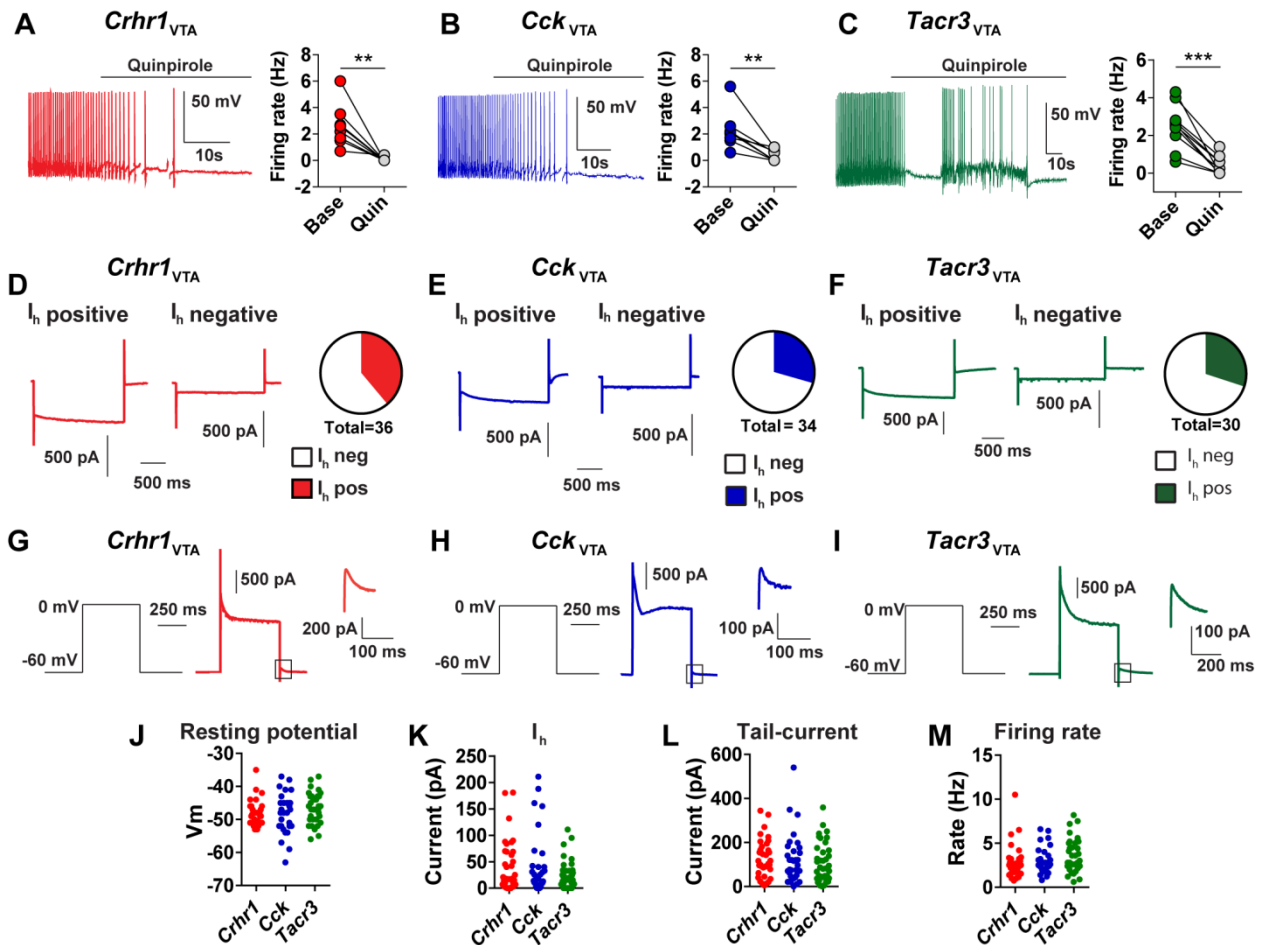 A Crhr1VTA
Quinpirole
50 mV
10s
Firing rate (Hz)
8
6
4
2
0
-2
**
Base
Quin
B CckVTA
Quinpirole
50 mV
10s
Firing rate (Hz)
8
6
4
2
0
-2
**
Base
Quin
C Tacr3VTA
Quinpirole
50 mV
10s
Firing rate (Hz)
6
4
2
0
***
Base
Quin
D Crhr1VTA
Ih positive
Ih negative
500 pA
500 ms
500 pA
Total=36
Ih neg
Ih pos
E CckVTA
Ih positive
Ih negative
500 pA
500 ms
500 pA
Total = 34
Ih neg
Ih pos
F Tacr3VTA
Ih positive
Ih negative
500 pA
500 ms
500 pA
Total=30
Ih neg
Ih pos
G Crhr1VTA
0 mV
-60 mV
250 ms
500 pA
200 pA
100 ms
H CckVTA
0 mV
-60 mV
250 ms
500 pA
100 pA
100 ms
I Tacr3VTA
0 mV
-60 mV
250 ms
500 pA
100 pA
200 ms
J Resting potential
Vm
-30
-40
-50
-60
-70
Crhr1
Cck
Tacr3
K Ih
Current (pA)
250
200
150
100
50
0
Crhr1
Cck
Tacr3
L Tail-current
Current (pA)
600
400
200
0
Crhr1
Cck
Tacr3
M Firing rate
Rate (Hz)
15
10
5
0
Crhr1
Cck
Tacr3